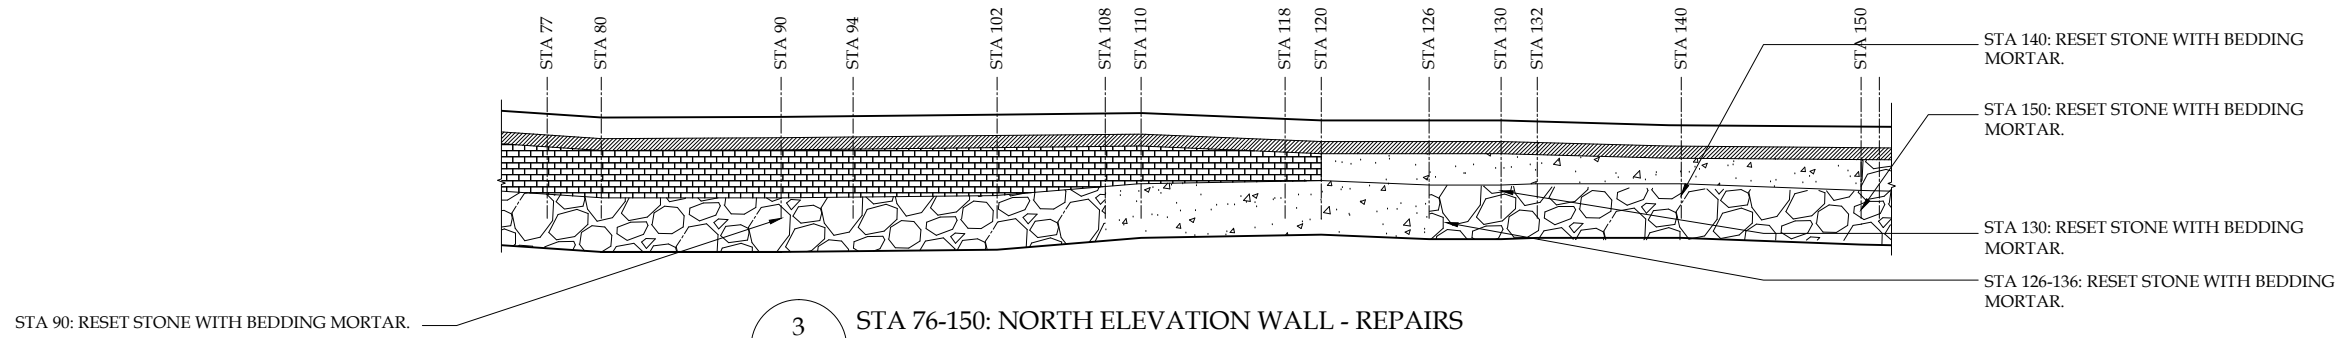 STA 77
STA 80
STA 90
STA 94
STA 102
STA 108
STA 110
STA 118
STA 120
STA 126
STA 130
STA 132
STA 140
STA 150
STA 140: RESET STONE WITH BEDDING
MORTAR.
STA 150: RESET STONE WITH BEDDING
MORTAR.
STA 130: RESET STONE WITH BEDDING
MORTAR.
STA 126-136: RESET STONE WITH BEDDING
MORTAR.
STA 90: RESET STONE WITH BEDDING MORTAR.
3
STA 76-150: NORTH ELEVATION WALL - REPAIRS